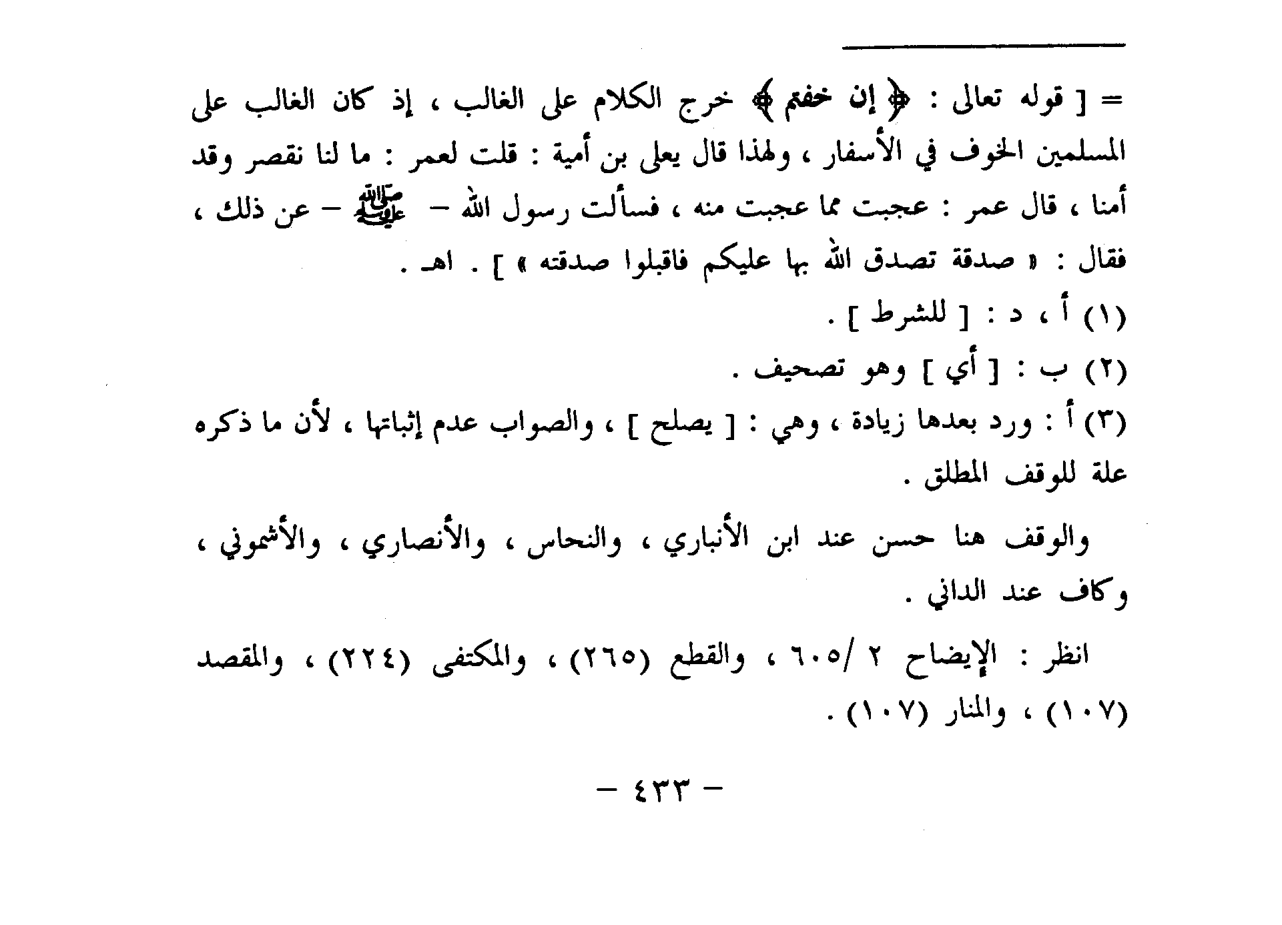 = [ قوله تعالى : ﴿ إن خفتم ﴾ خرج الكلام على الغالب ، إذ كان الغالب على
المسلمين الخوف في الأسفار ، ولهذا قال يعلى بن أمية : قلت لعمر : ما لنا نقصر وقد
أمنا ، قال عمر : عجبت مما عجبت منه ، فسألت رسول الله – ﷺ – عن ذلك ،
فقال : « صدقة تصدق الله بها عليكم فاقبلوا صدقته » ] . اهـ .
(١) أ ، د : [ للشرط ] .
(٢) ب : [ أي ] وهو تصحيف .
(٣) أ : ورد بعدها زيادة ، وهي : [ يصلح ] ، والصواب عدم إثباتها ، لأن ما ذكره
علة للوقف المطلق .
والوقف هنا حسن عند ابن الأنباري ، والنحاس ، والأنصاري ، والأشموني ،
وكاف عند الداني .
انظر : الإيضاح ٢ /٦٠٥ ، والقطع (٢٦٥) ، والمكتفى (٢٢٤) ، والمقصد
(١٠٧) ، والمنار (١٠٧) .
– ٤٣٣ –